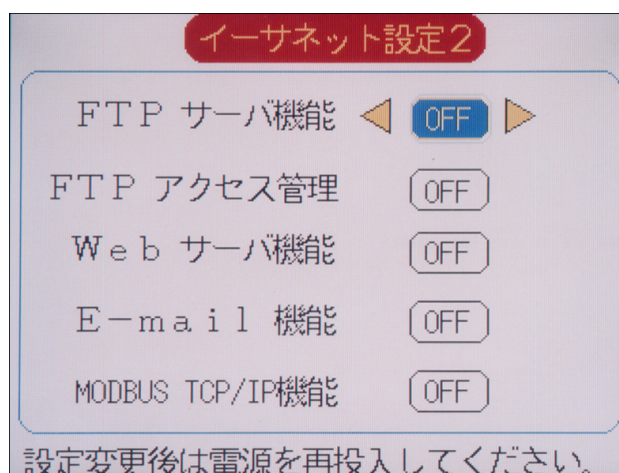 イーサネット設定2
FTP サーバ機能 OFF
FTP アクセス管理 OFF
Web サーバ機能 OFF
E-mail 機能 OFF
MODBUS TCP/IP機能 OFF
設定変更後は電源を再投入してください。